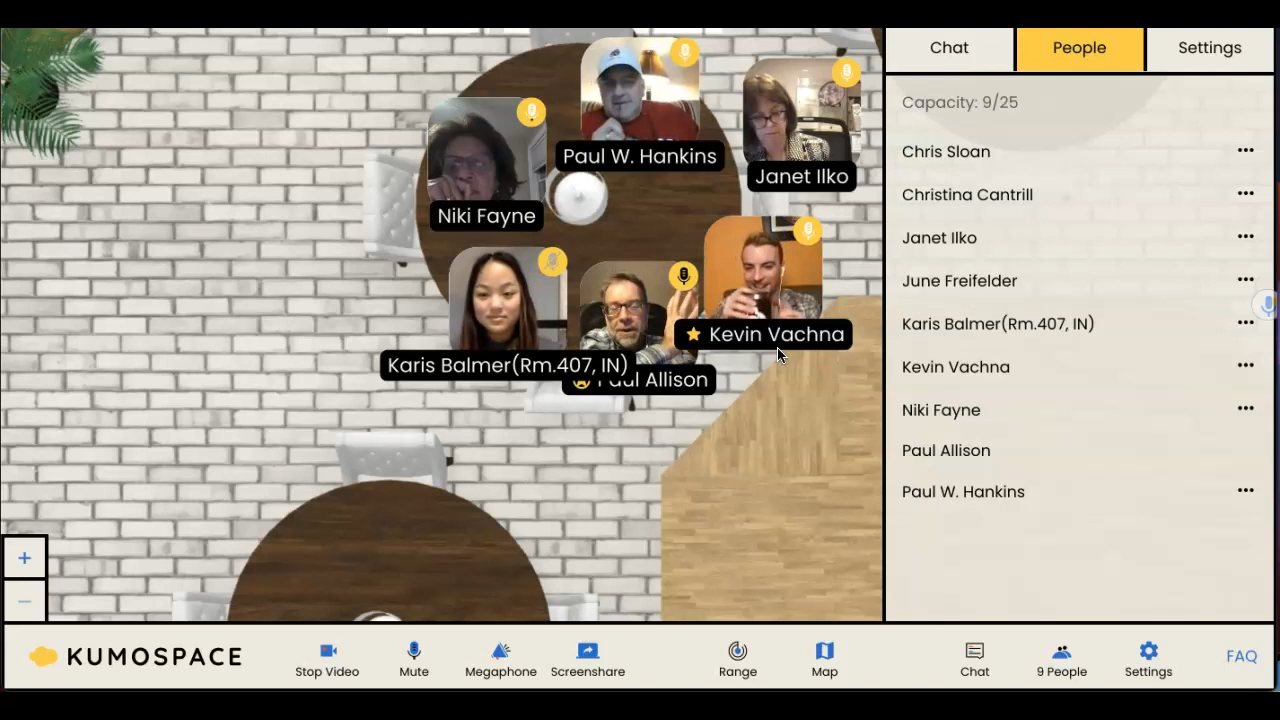 Chat
People
Settings
Capacity: 9/25
Chris Sloan
Christina Cantrill
Janet Ilko
June Freifelder
Karis Balmer(Rm.407, IN)
Kevin Vachna
Niki Fayne
Paul Allison
Paul W. Hankins
Paul W. Hankins
Janet Ilko
Niki Fayne
Kevin Vachna
Karis Balmer(Rm.407, IN)
Paul Allison
KUMOSPACE
Stop Video
Mute
Megaphone
Screenshare
Range
Map
Chat
9 People
Settings
FAQ